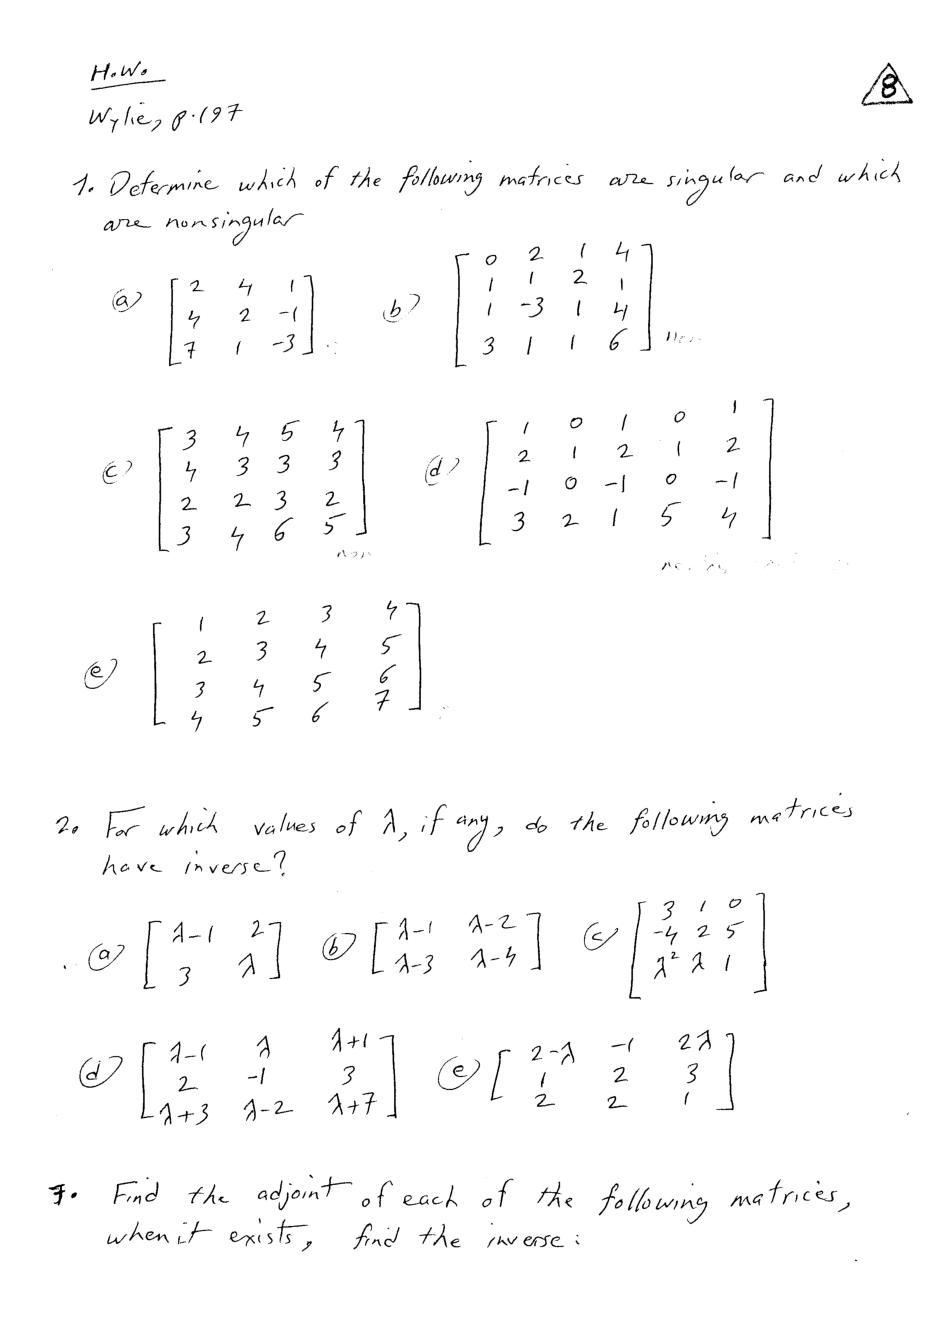 H.W.
8
Wylie, p.197
1. Determine which of the following matrices are singular and which
are nonsingular
(a) [2 4 1
4 2 -1
7 1 -3]
(b) [0 2 1 4
1 1 2 1
1 -3 1 4
3 1 1 6]
(c) [3 4 5 4
4 3 3 3
2 2 3 2
3 4 6 5]
non
(d) [1 0 1 0 1
2 1 2 1 2
-1 0 -1 0 -1
3 2 1 5 4]
(e) [1 2 3 4
2 3 4 5
3 4 5 6
4 5 6 7]
2. For which values of λ, if any, do the following matrices
have inverse?
(a) [λ-1 2
3 λ]
(b) [λ-1 λ-2
λ-3 λ-4]
(c) [3 1 0
-4 2 5
λ² λ 1]
(d) [λ-1 λ λ+1
2 -1 3
λ+3 λ-2 λ+7]
(e) [2-λ -1 2λ
1 2 3
2 2 1]
7. Find the adjoint of each of the following matrices,
when it exists, find the inverse: